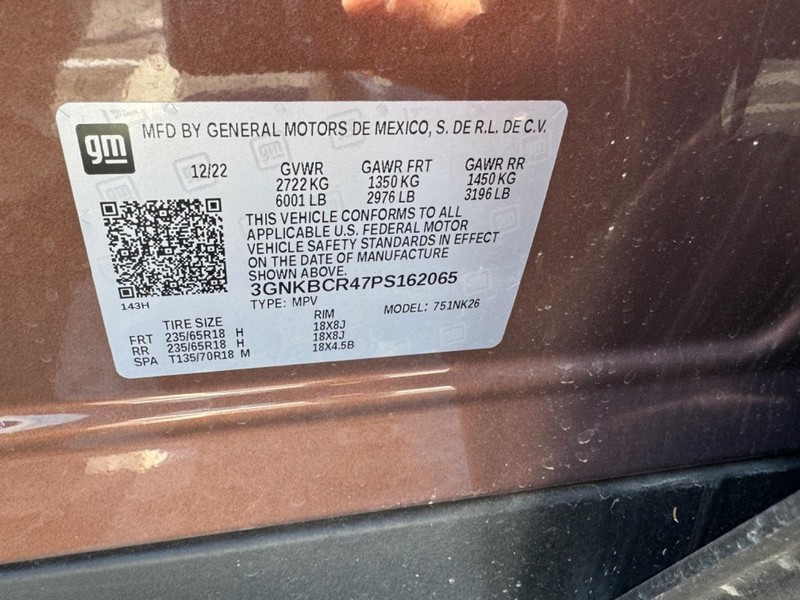 gm
MFD BY GENERAL MOTORS DE MEXICO, S. DE R.L. DE C.V.
12/22 GVWR GAWR FRT GAWR RR
2722 KG 1350 KG 1450 KG
6001 LB 2976 LB 3196 LB
THIS VEHICLE CONFORMS TO ALL
APPLICABLE U.S. FEDERAL MOTOR
VEHICLE SAFETY STANDARDS IN EFFECT
ON THE DATE OF MANUFACTURE
SHOWN ABOVE.
3GNKBCR47PS162065
143H
TYPE: MPV MODEL: 751NK26
TIRE SIZE RIM
FRT 235/65R18 H 18X8J
RR 235/65R18 H 18X8J
SPA T135/70R18 M 18X4.5B